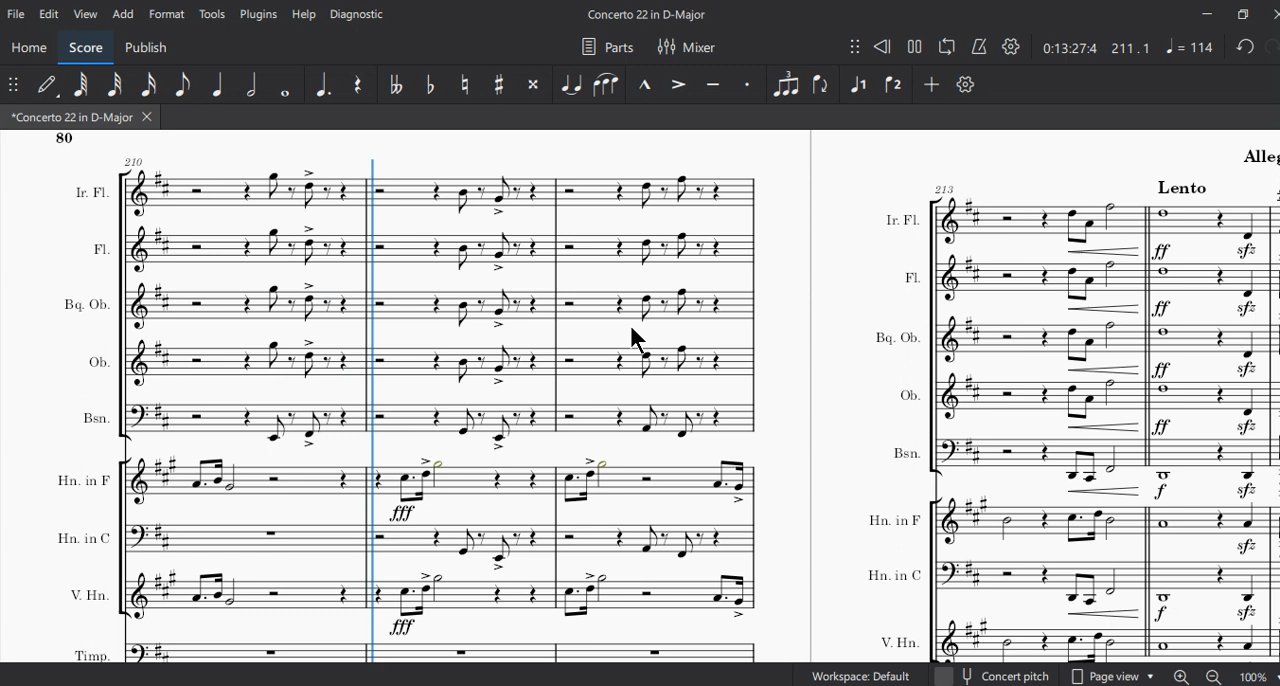 File Edit View Add Format Tools Plugins Help Diagnostic Concerto 22 in D-Major
Home Score Publish Parts Mixer 0:13:27:4 211. 1 = 114
3 1 2
*Concerto 22 in D-Major
80
210
Ir. Fl.
Fl.
Bq. Ob.
Ob.
Bsn.
Hn. in F
fff
Hn. in C
V. Hn.
fff
Timp.
213 Lento
Ir. Fl.
ff sfz
Fl.
ff sfz
Bq. Ob.
ff sfz
Ob.
ff sfz
Bsn.
f sfz
Hn. in F
sfz
Hn. in C
f sfz
V. Hn.
Workspace: Default Concert pitch Page view 100%